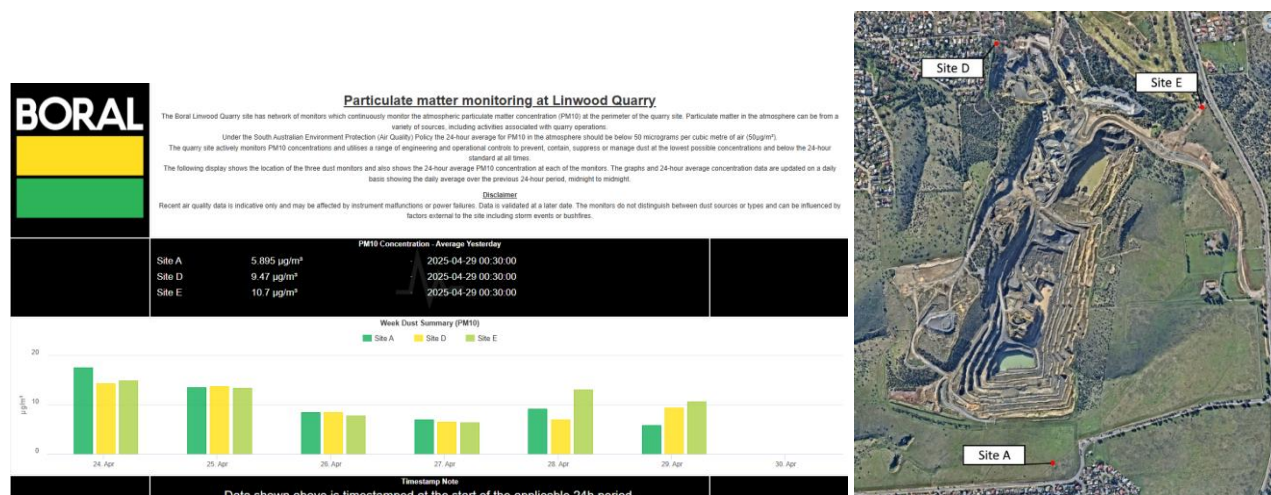 BORAL
Particulate matter monitoring at Linwood Quarry
The Boral Linwood Quarry site has network of monitors which continuously monitor the atmospheric particulate matter concentration (PM10) at the perimeter of the quarry site. Particulate matter in the atmosphere can be from a
variety of sources, including activities associated with quarry operations.
Under the South Australian Environment Protection (Air Quality) Policy the 24-hour average for PM10 in the atmosphere should be below 50 micrograms per cubic metre of air (50µg/m³).
The quarry site actively monitors PM10 concentrations and utilises a range of engineering and operational controls to prevent, contain, suppress or manage dust at the lowest possible concentrations and below the 24-hour
standard at all times.
The following display shows the location of the three dust monitors and also shows the 24-hour average PM10 concentration at each of the monitors. The graphs and 24-hour average concentration data are updated on a daily
basis showing the daily average over the previous 24-hour period, midnight to midnight.
Disclaimer
Recent air quality data is indicative only and may be affected by instrument malfunctions or power failures. Data is validated at a later date. The monitors do not distinguish between dust sources or types and can be influenced by
factors external to the site including storm events or bushfires.
PM10 Concentration - Average Yesterday
Site A 5.895 µg/m³ - 2025-04-29 00:30:00
Site D 9.47 µg/m³ - 2025-04-29 00:30:00
Site E 10.7 µg/m³ - 2025-04-29 00:30:00
Week Dust Summary (PM10)
Site A Site D Site E
µg/m³
20
10
0
24. Apr 25. Apr 26. Apr 27. Apr 28. Apr 29. Apr 30. Apr
Timestamp Note
Data shown above is timestamped at the start of the applicable 24h period
Site D
Site E
Site A